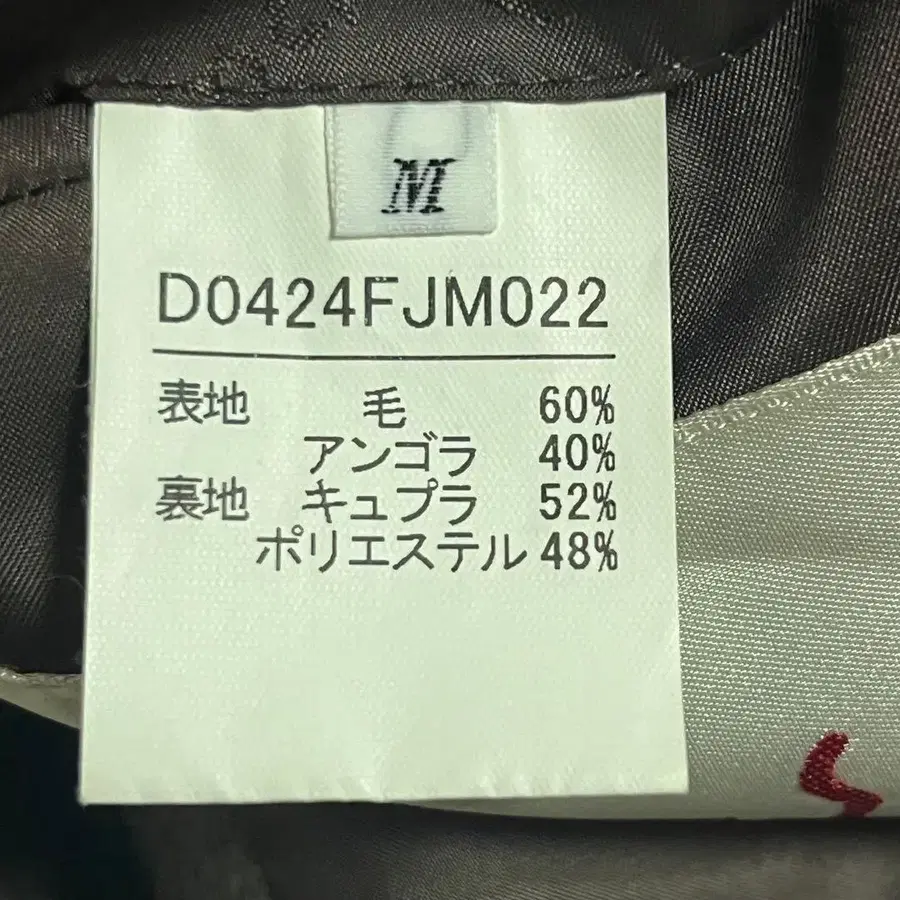 M
D0424FJM022
表地 毛 60%
アンゴラ 40%
裏地 キュプラ 52%
ポリエステル 48%